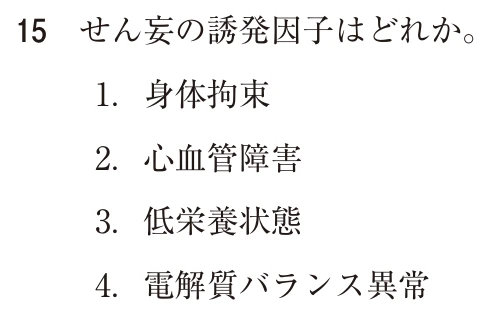 15 せん妄の誘発因子はどれか。
1. 身体拘束
2. 心血管障害
3. 低栄養状態
4. 電解質バランス異常